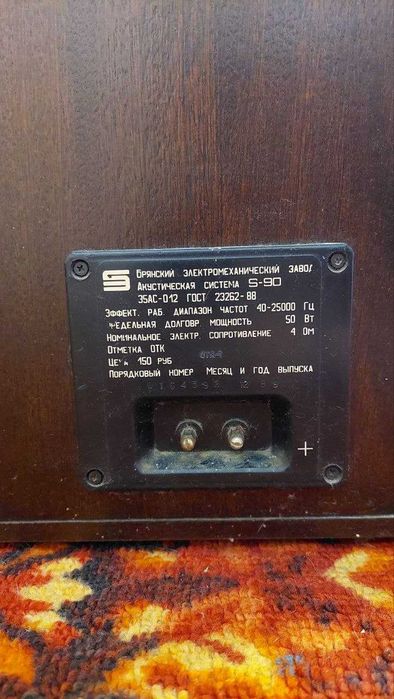 Брянский электромеханический завод
Акустическая система S-90
35АС-012 ГОСТ 23262-88
Эффект. раб. диапазон частот 40-25000 Гц
Предельная долговр. мощность 50 Вт
Номинальное электр. сопротивление 4 Ом
Отметка ОТК
Цена 150 руб
Порядковый номер Месяц и год выпуска
12 89
+